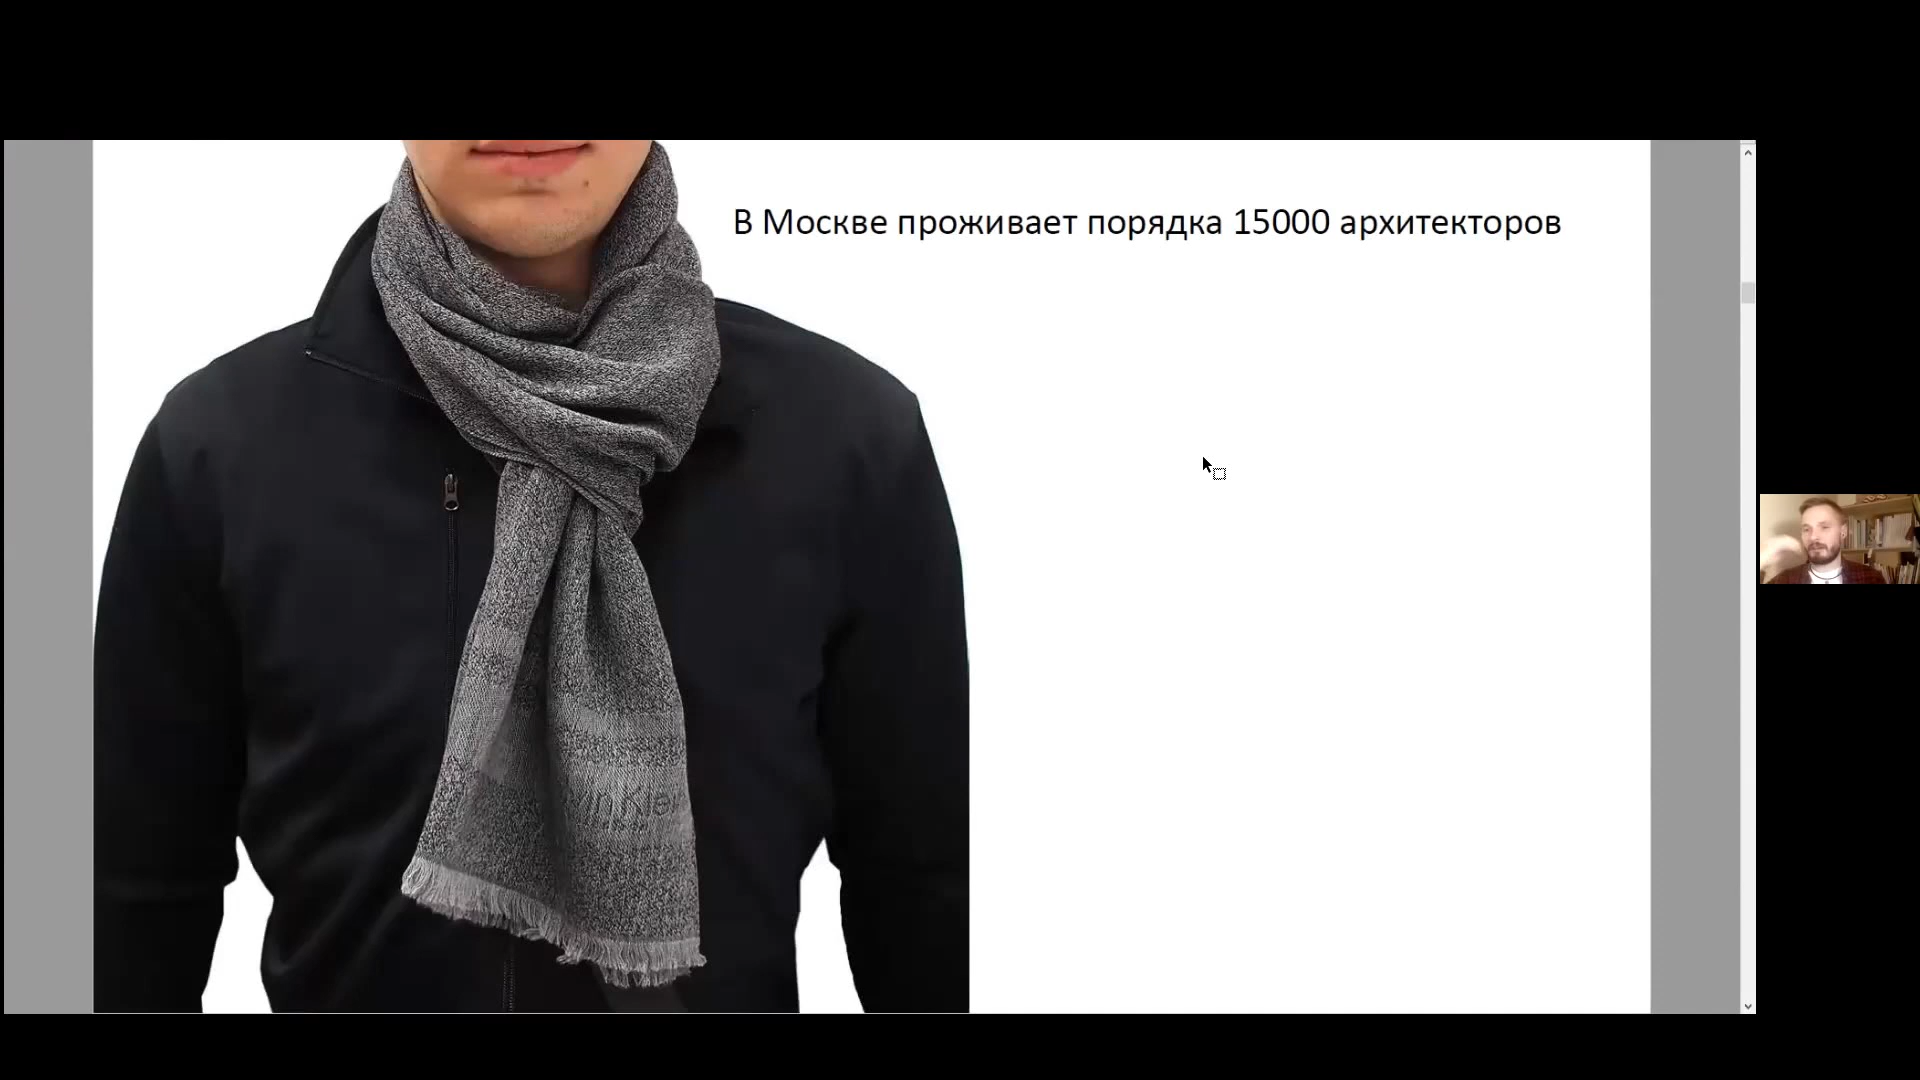 В Москве проживает порядка 15000 архитекторов